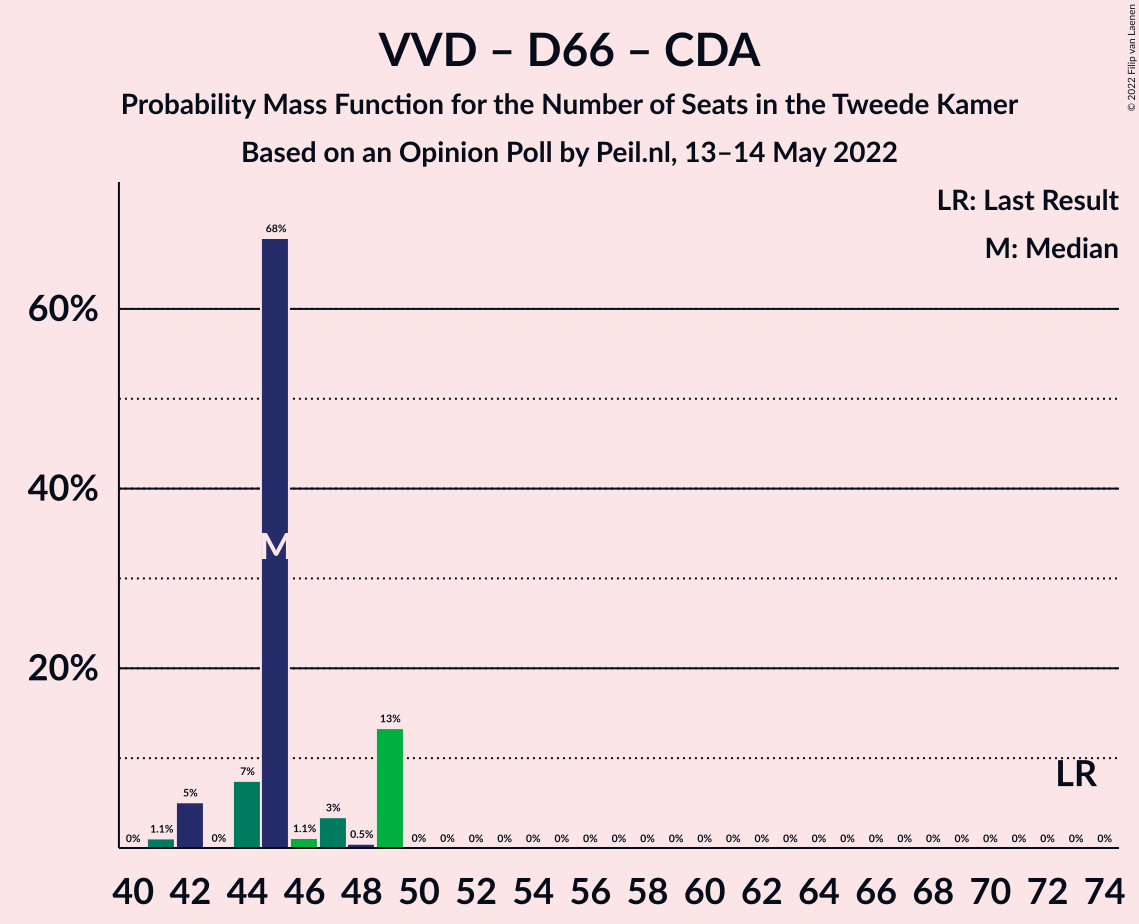 VVD – D66 – CDA
Probability Mass Function for the Number of Seats in the Tweede Kamer
Based on an Opinion Poll by Peil.nl, 13–14 May 2022
© 2022 Filip van Laenen
LR: Last Result
M: Median
60%
40%
20%
0% 1.1% 5% 0% 7% 68% 1.1% 3% 0.5% 13% 0% 0% 0% 0% 0% 0% 0% 0% 0% 0% 0% 0% 0% 0% 0% 0% 0% 0% 0% 0% 0% 0% 0% 0% 0%
M
LR
40 42 44 46 48 50 52 54 56 58 60 62 64 66 68 70 72 74